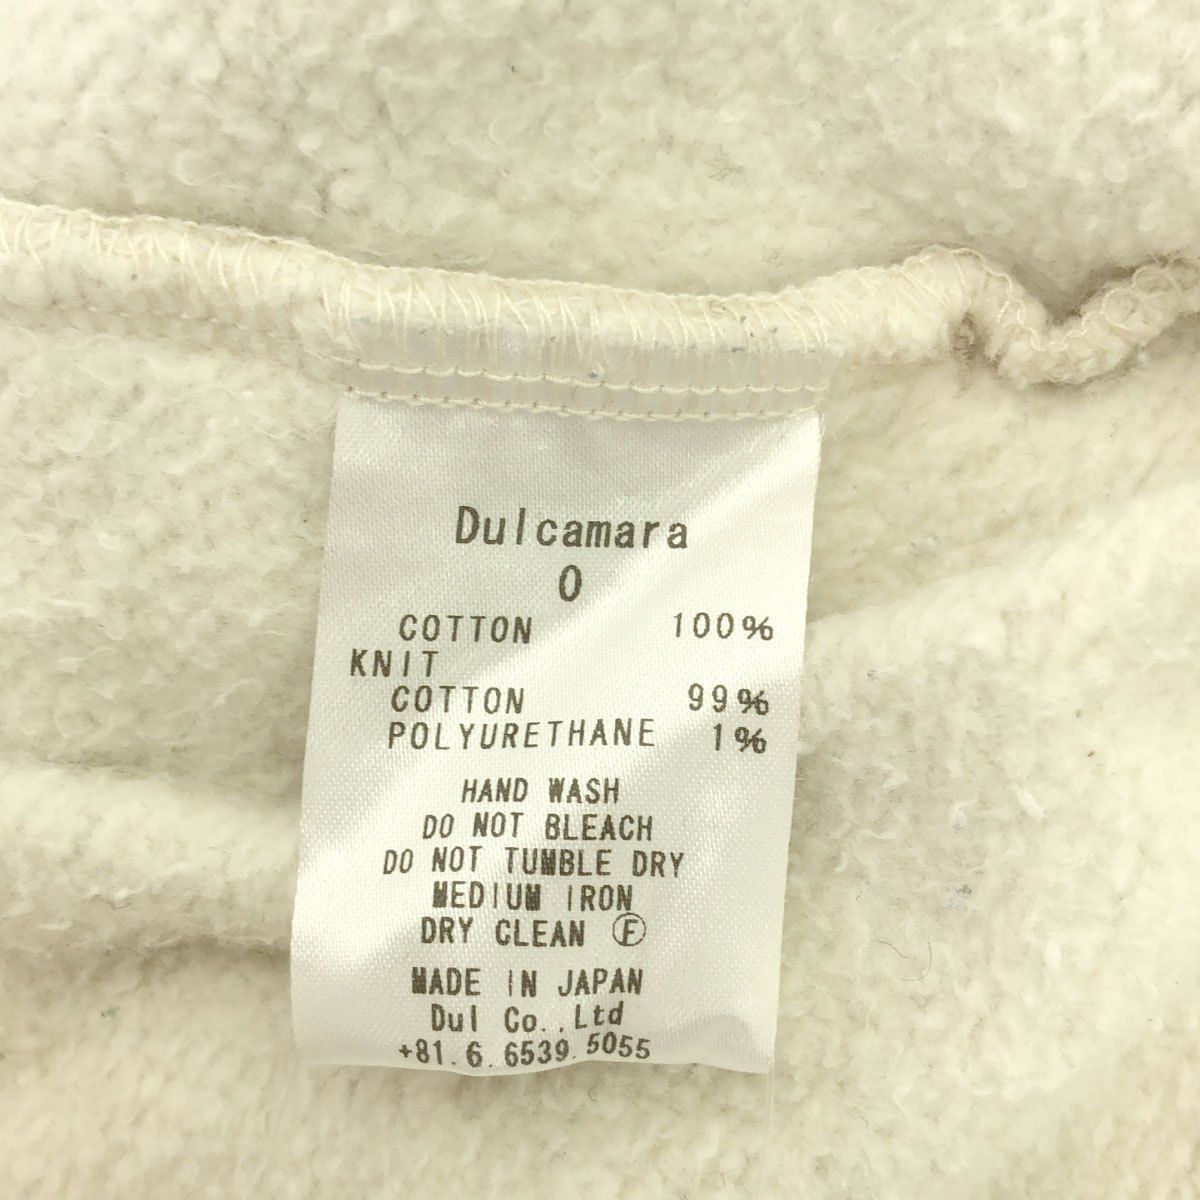 Dulcamara
0
COTTON 100%
KNIT
COTTON 99%
POLYURETHANE 1%
HAND WASH
DO NOT BLEACH
DO NOT TUMBLE DRY
MEDIUM IRON
DRY CLEAN Ⓕ
MADE IN JAPAN
Dul Co.,Ltd
+81.6.6539.5055